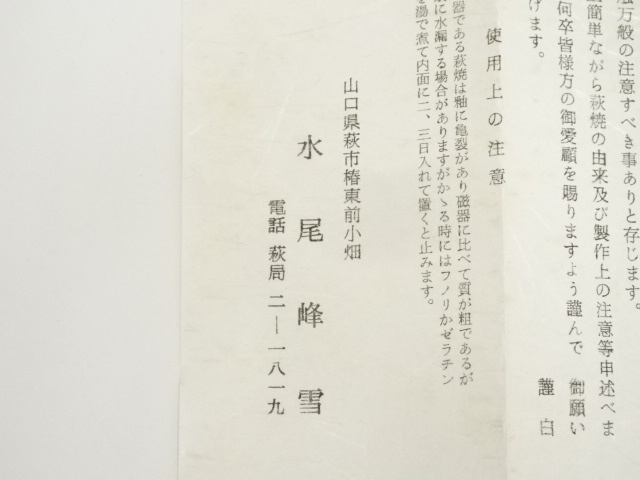 法万般の注意すべき事ありと存じます。
簡単ながら萩焼の由来及び製作上の注意等申述べま
何卒皆様方の御愛顧を賜りますよう謹んで 御願い
げます。 謹白
使用上の注意
器である萩焼は釉に亀裂があり磁器に比べて質が粗であるが
に水漏する場合がありますがかゝる時にはフノリかゼラチン
を湯で煮て内面に二、三日入れて置くと止みます。
山口県萩市椿東前小畑
水尾峰雪
電話 萩局 二―一八一九